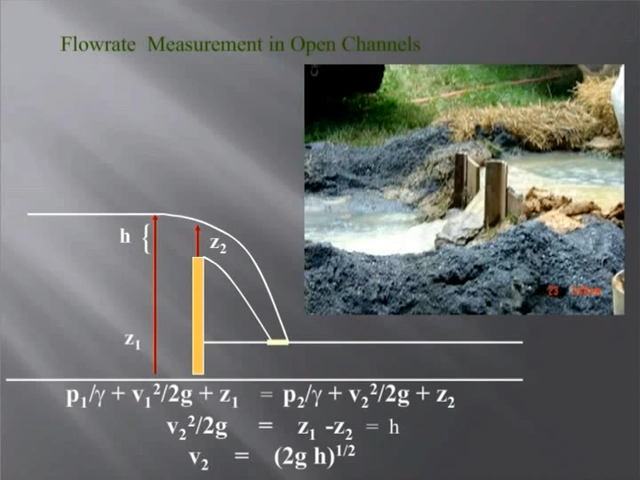 Flowrate Measurement in Open Channels
h {
z₂
z₁
p₁/γ + v₁²/2g + z₁ = p₂/γ + v₂²/2g + z₂
v₂²/2g = z₁ -z₂ = h
v₂ = (2g h)^1/2